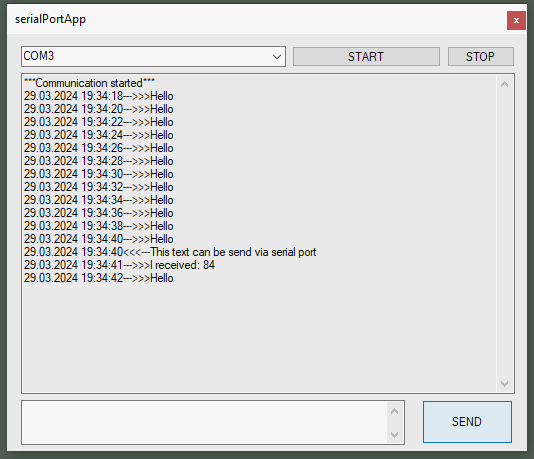 serialPortApp
x
COM3
START
STOP
***Communication started***
29.03.2024 19:34:18--->>>Hello
29.03.2024 19:34:20--->>>Hello
29.03.2024 19:34:22--->>>Hello
29.03.2024 19:34:24--->>>Hello
29.03.2024 19:34:26--->>>Hello
29.03.2024 19:34:28--->>>Hello
29.03.2024 19:34:30--->>>Hello
29.03.2024 19:34:32--->>>Hello
29.03.2024 19:34:34--->>>Hello
29.03.2024 19:34:36--->>>Hello
29.03.2024 19:34:38--->>>Hello
29.03.2024 19:34:40--->>>Hello
29.03.2024 19:34:40<<<---This text can be send via serial port
29.03.2024 19:34:41--->>>I received: 84
29.03.2024 19:34:42--->>>Hello
SEND